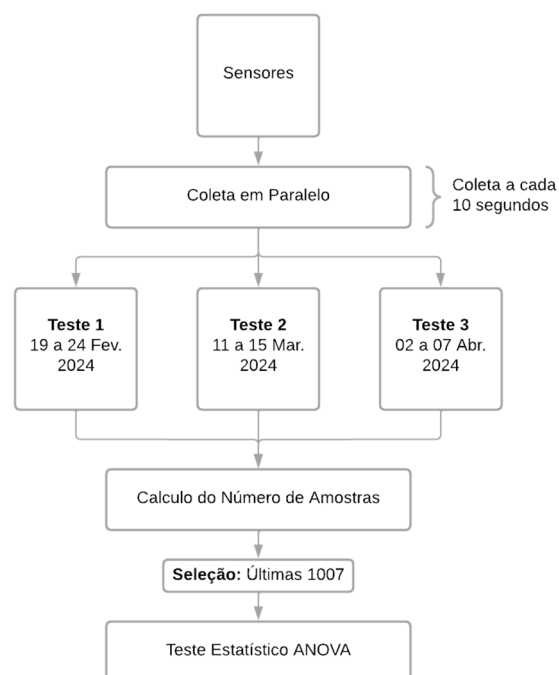 Sensores
Coleta em Paralelo
Coleta a cada
10 segundos
Teste 1
19 a 24 Fev.
2024
Teste 2
11 a 15 Mar.
2024
Teste 3
02 a 07 Abr.
2024
Calculo do Número de Amostras
Seleção: Últimas 1007
Teste Estatístico ANOVA